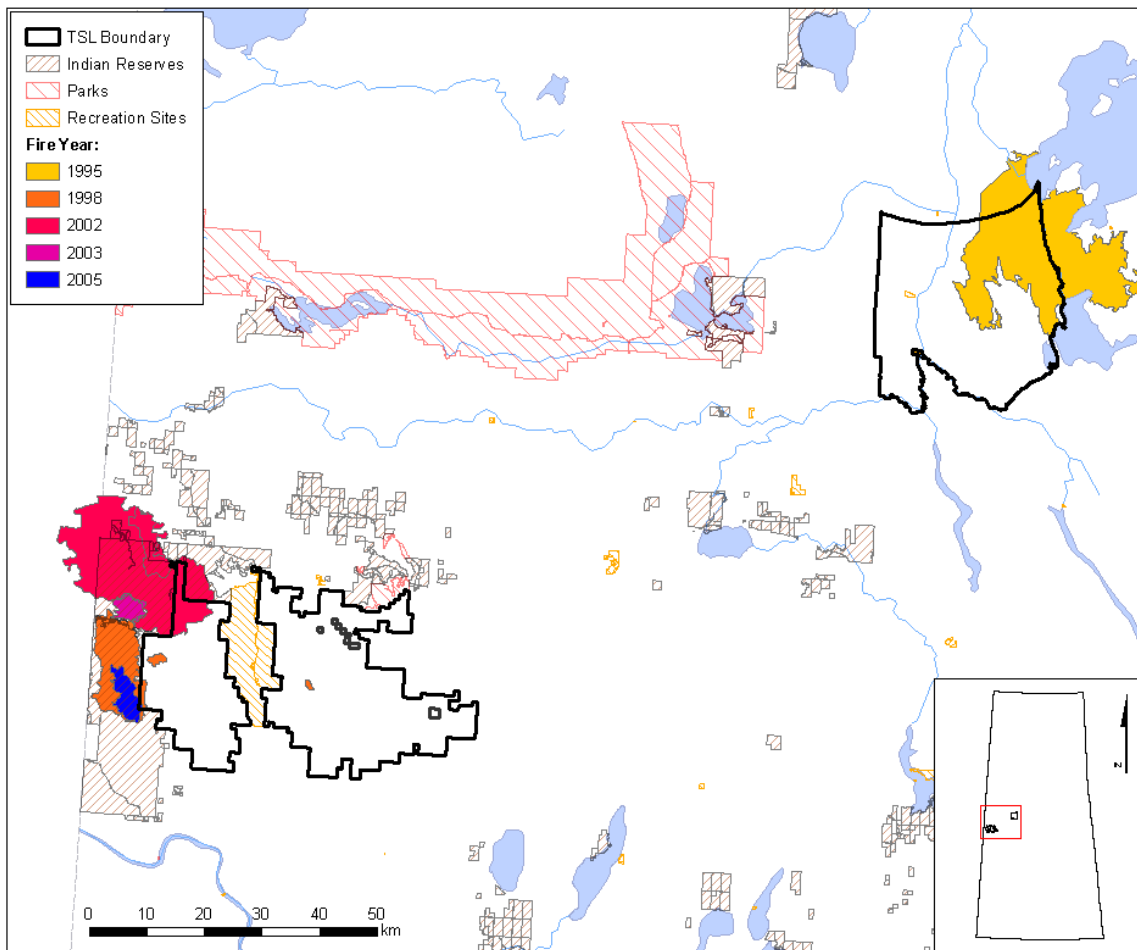 TSL Boundary
Indian Reserves
Parks
Recreation Sites
Fire Year:
1995
1998
2002
2003
2005
0 10 20 30 40 50
km
N